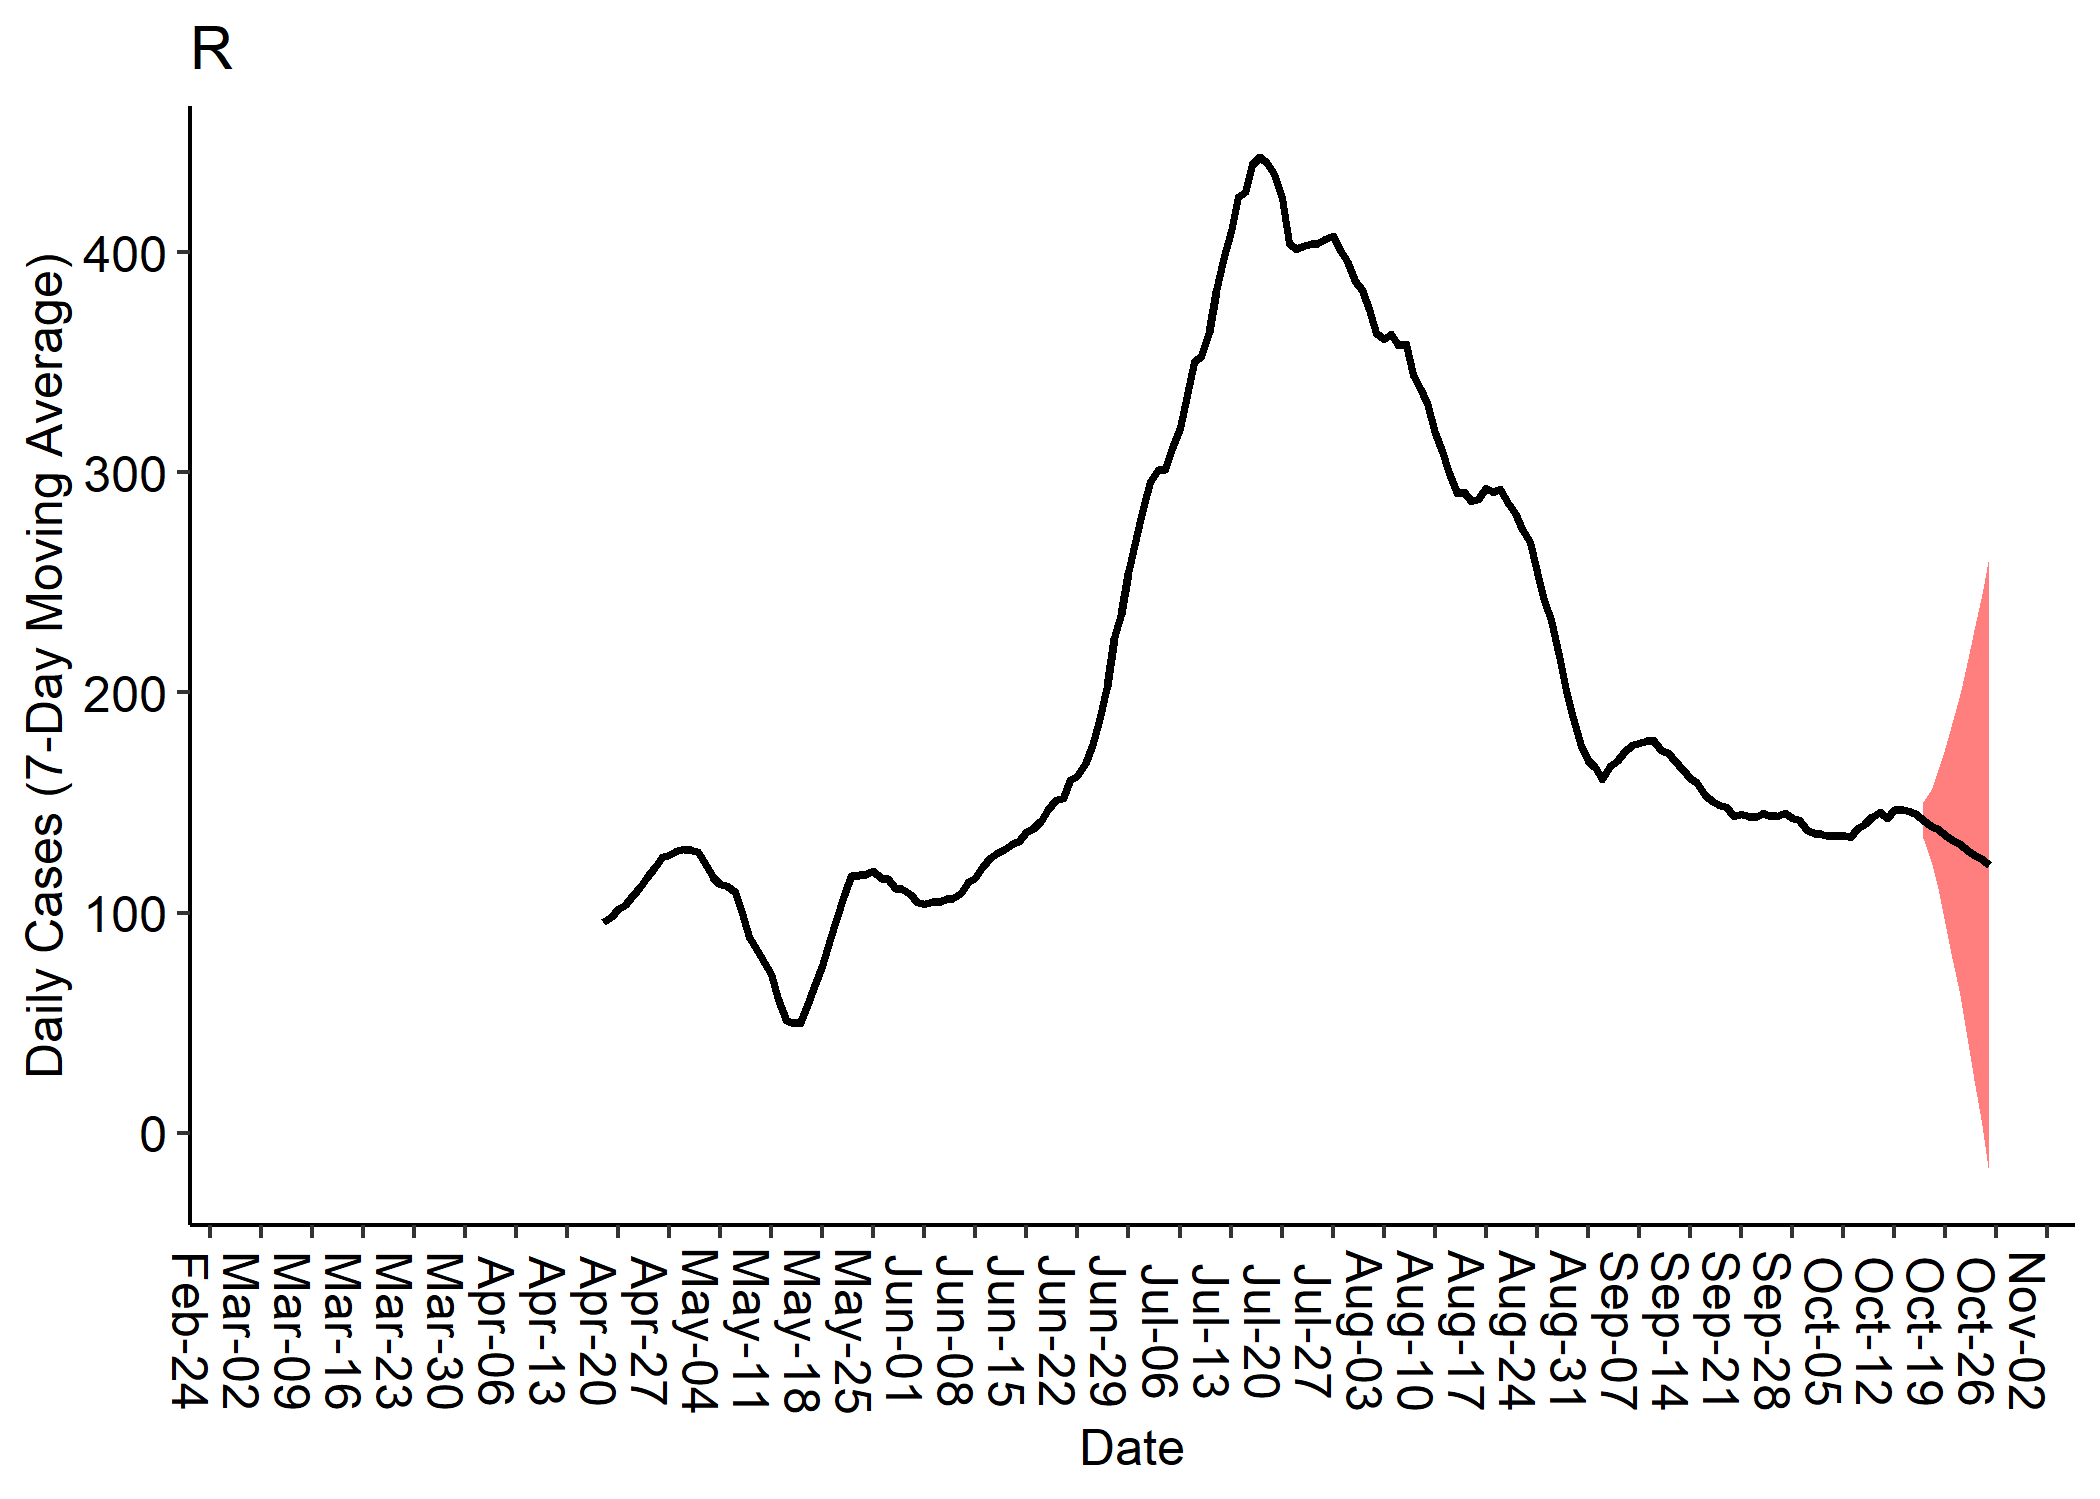 R
Daily Cases (7-Day Moving Average)
400
300
200
100
0
Feb-24
Mar-02
Mar-09
Mar-16
Mar-23
Mar-30
Apr-06
Apr-13
Apr-20
Apr-27
May-04
May-11
May-18
May-25
Jun-01
Jun-08
Jun-15
Jun-22
Jun-29
Jul-06
Jul-13
Jul-20
Jul-27
Aug-03
Aug-10
Aug-17
Aug-24
Aug-31
Sep-07
Sep-14
Sep-21
Sep-28
Oct-05
Oct-12
Oct-19
Oct-26
Nov-02
Date